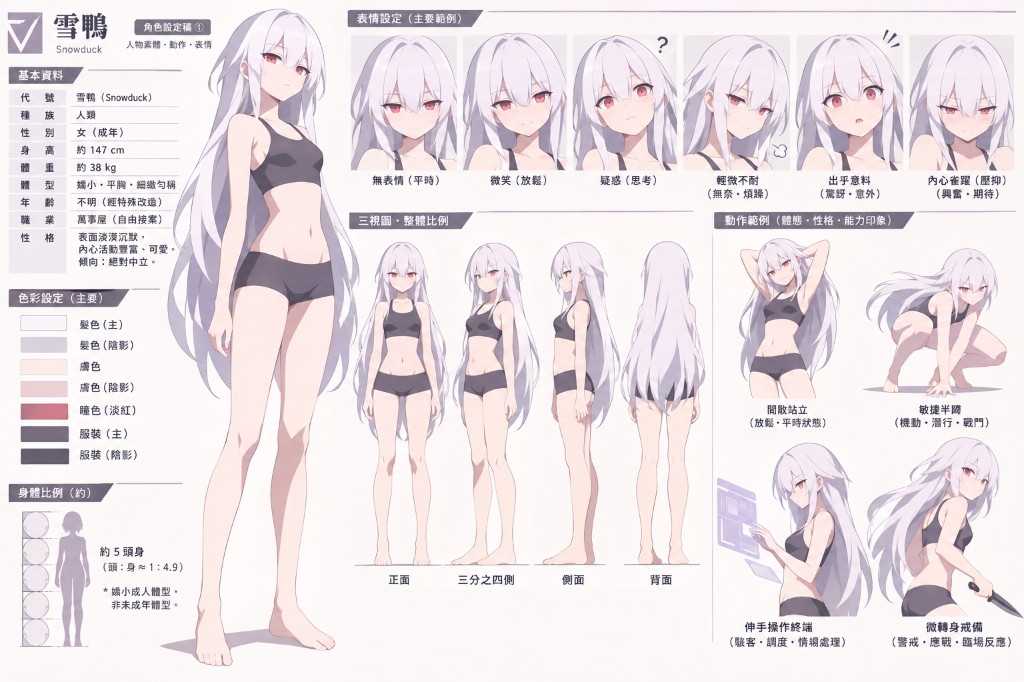 雪鴨
Snowduck
角色設定稿①
人物素體・動作・表情
基本資料
代號 雪鴨（Snowduck）
種族 人類
性別 女（成年）
身高 約 147 cm
體重 約 38 kg
體型 嬌小・平胸・細緻勻稱
年齡 不明（經特殊改造）
職業 萬事屋（自由接案）
性格 表面淡漠沉默，
內心活動豐富、可愛。
傾向：絕對中立。
色彩設定（主要）
髮色（主）
髮色（陰影）
膚色
膚色（陰影）
瞳色（淡紅）
服裝（主）
服裝（陰影）
身體比例（約）
約 5 頭身
（頭：身 ≈ 1：4.9）
* 嬌小成人體型，
非未成年體型。
表情設定（主要範例）
?
無表情（平時）
微笑（放鬆）
疑惑（思考）
輕微不耐
（無奈・煩躁）
出乎意料
（驚訝・意外）
內心雀躍（壓抑）
（興奮・期待）
三視圖・整體比例
正面
三分之四側
側面
背面
動作範例（體態・性格・能力印象）
閒散站立
（放鬆・平時狀態）
敏捷半蹲
（機動・潛行・戰鬥）
伸手操作終端
（駭客・調度・情場處理）
微轉身戒備
（警戒・應戰・臨場反應）